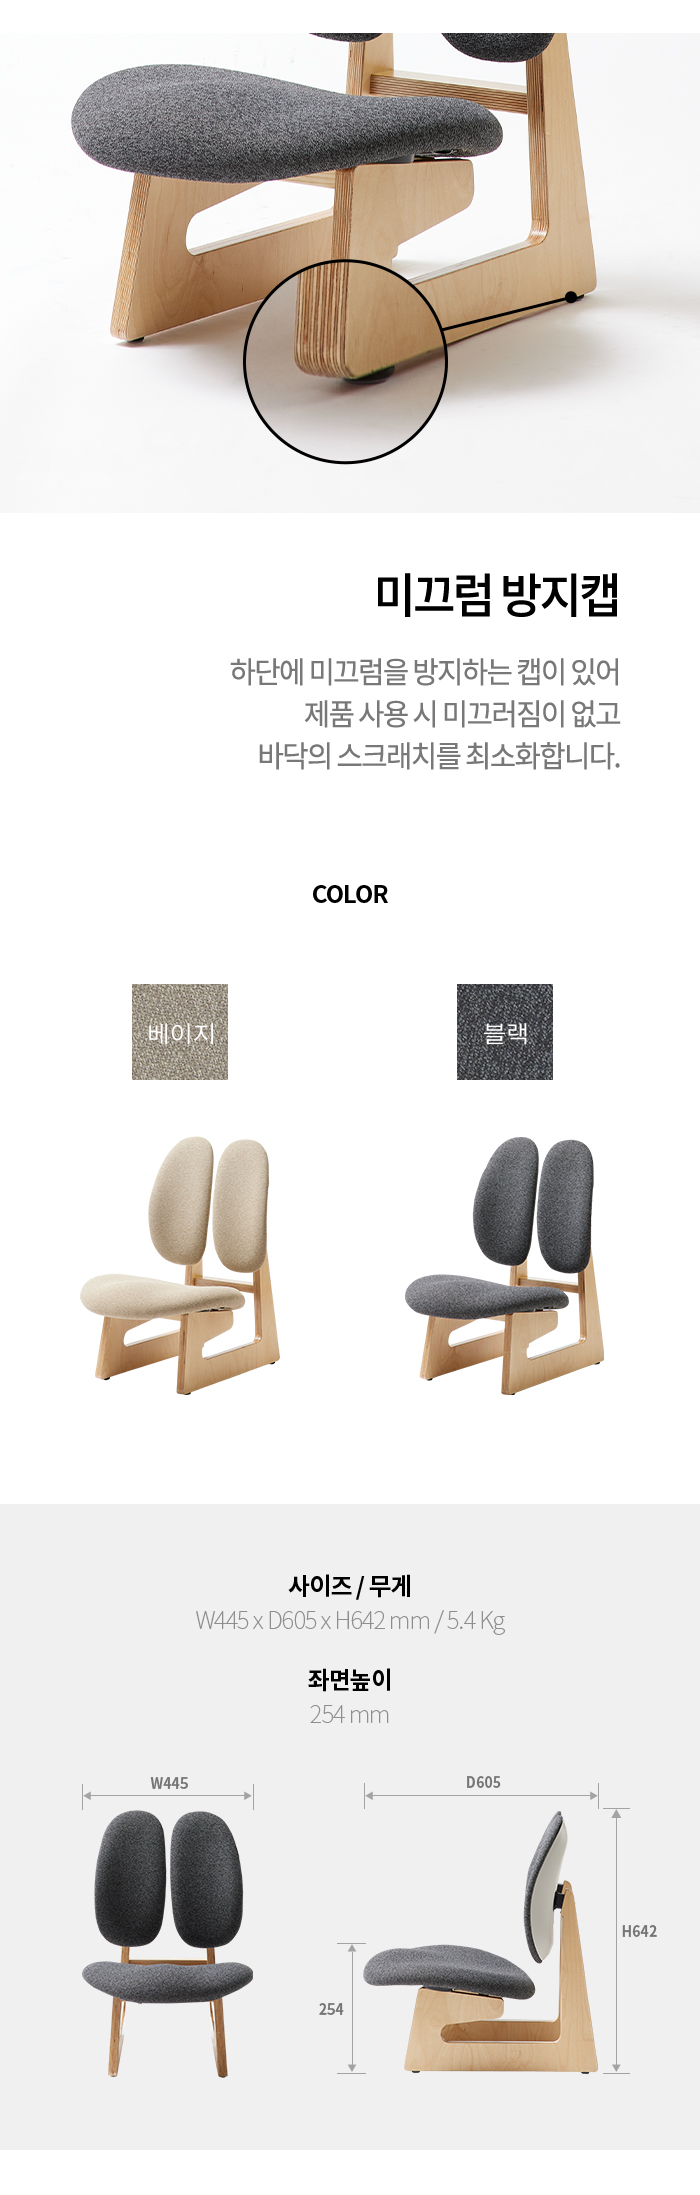 미끄럼 방지캡
하단에 미끄럼을 방지하는 캡이 있어
제품 사용 시 미끄러짐이 없고
바닥의 스크래치를 최소화합니다.
COLOR
베이지
블랙
사이즈 / 무게
W445 x D605 x H642 mm / 5.4 Kg
좌면높이
254 mm
W445
D605
H642
254